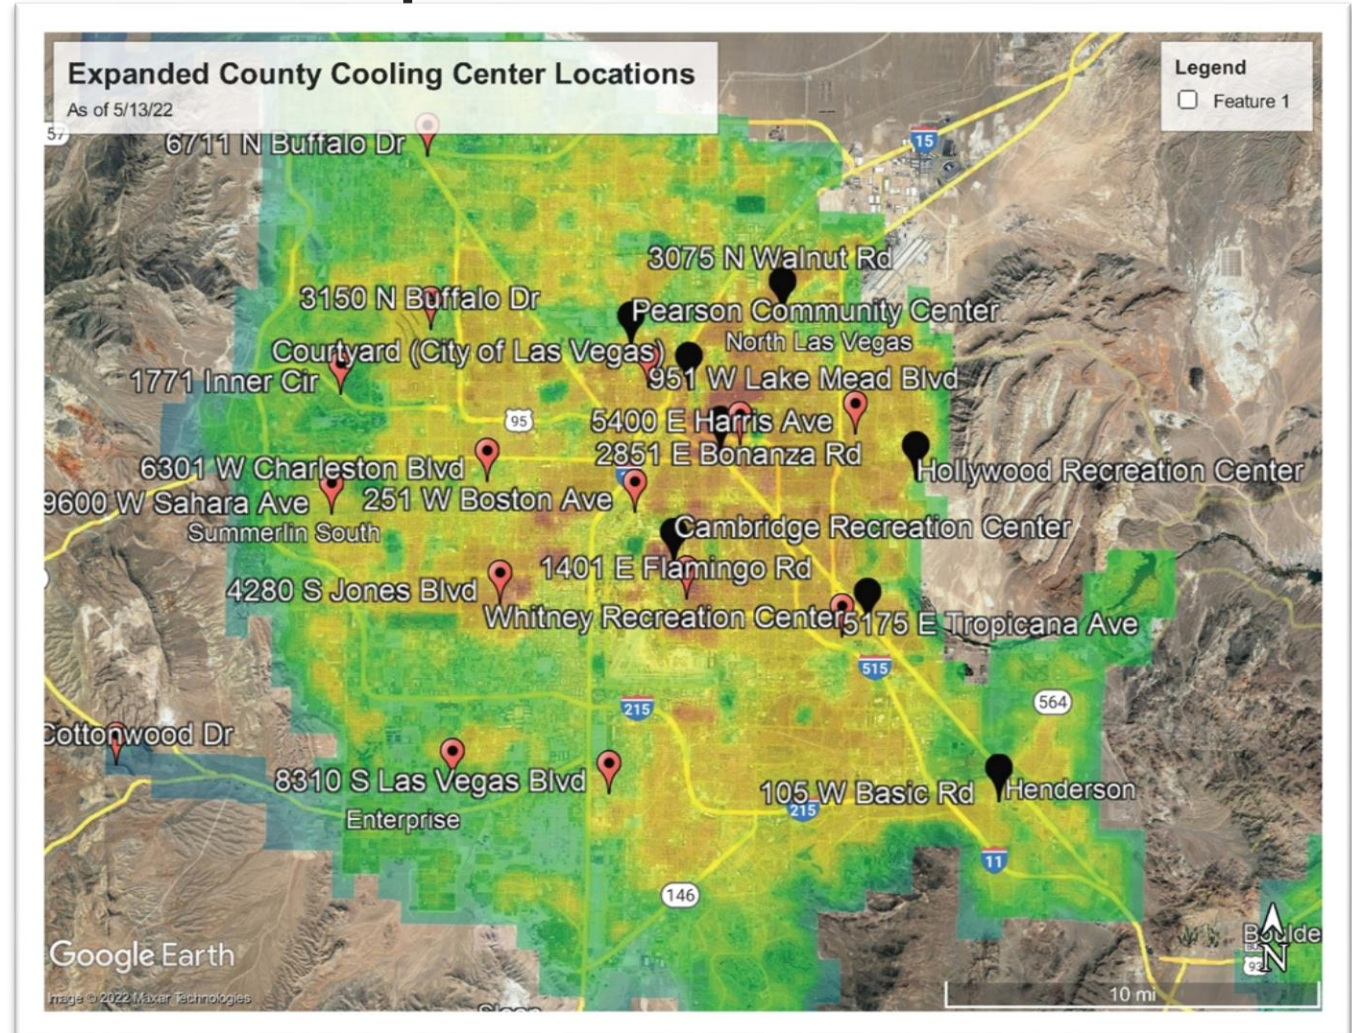 Expanded County Cooling Center Locations
As of 5/13/22
Legend
Feature 1
57
6711 N Buffalo Dr
15
3075 N Walnut Rd
3150 N Buffalo Dr
Pearson Community Center
North Las Vegas
Courtyard (City of Las Vegas)
1771 Inner Cir
951 W Lake Mead Blvd
95
5400 E Harris Ave
2851 E Bonanza Rd
6301 W Charleston Blvd
Hollywood Recreation Center
9600 W Sahara Ave
251 W Boston Ave
Summerlin South
Cambridge Recreation Center
1401 E Flamingo Rd
4280 S Jones Blvd
Whitney Recreation Center
5175 E Tropicana Ave
515
564
215
Cottonwood Dr
8310 S Las Vegas Blvd
105 W Basic Rd
Henderson
215
Enterprise
11
146
Google Earth
Boulde
N
93
Image © 2022 Maxar Technologies
10 mi